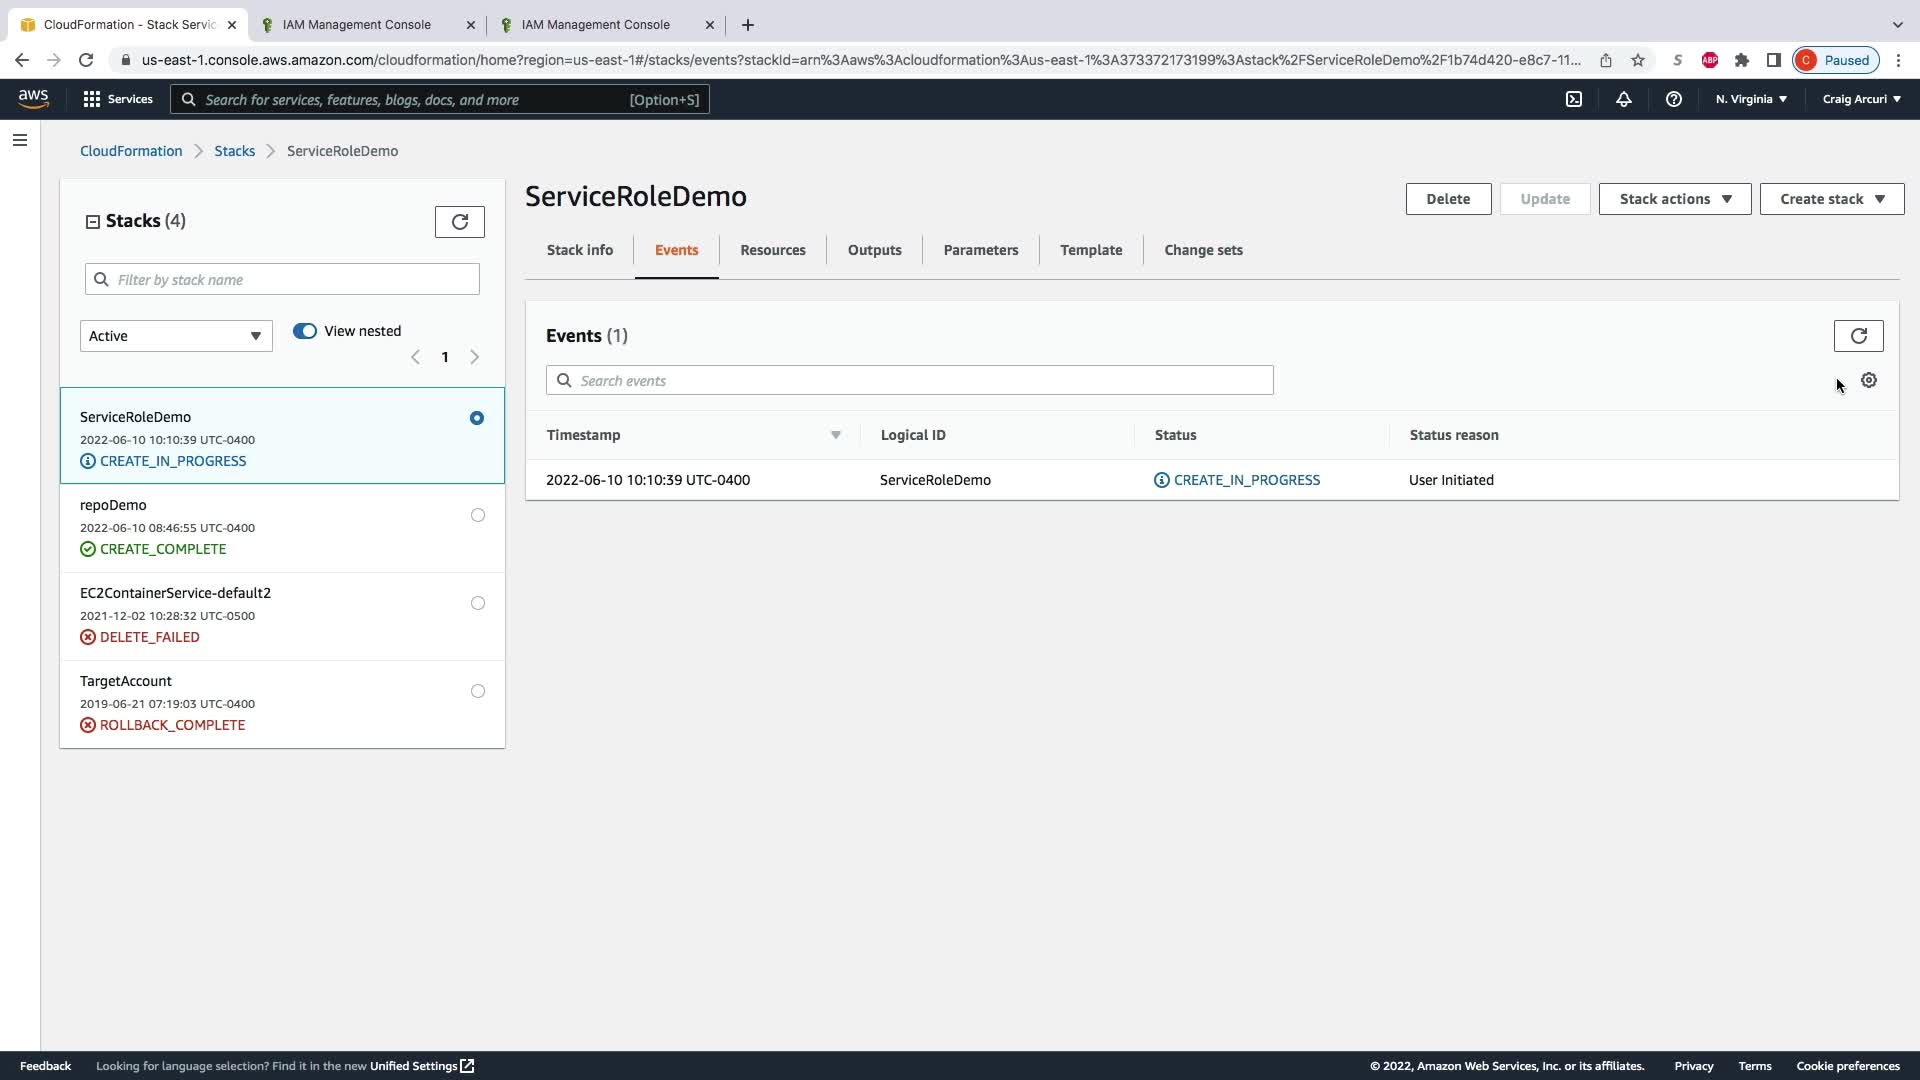 CloudFormation - Stack Servic
IAM Management Console
IAM Management Console
us-east-1.console.aws.amazon.com/cloudformation/home?region=us-east-1#/stacks/events?stackId=arn%3Aaws%3Acloudformation%3Aus-east-1%3A373372173199%3Astack%2FServiceRoleDemo%2F1b74d420-e8c7-11...
S
ABP
C Paused
aws
Services
Search for services, features, blogs, docs, and more [Option+S]
N. Virginia
Craig Arcuri
CloudFormation
Stacks
ServiceRoleDemo
Stacks (4)
Filter by stack name
Active
View nested
1
ServiceRoleDemo
2022-06-10 10:10:39 UTC-0400
CREATE_IN_PROGRESS
repoDemo
2022-06-10 08:46:55 UTC-0400
CREATE_COMPLETE
EC2ContainerService-default2
2021-12-02 10:28:32 UTC-0500
DELETE_FAILED
TargetAccount
2019-06-21 07:19:03 UTC-0400
ROLLBACK_COMPLETE
ServiceRoleDemo
Delete
Update
Stack actions
Create stack
Stack info
Events
Resources
Outputs
Parameters
Template
Change sets
Events (1)
Search events
Timestamp Logical ID Status Status reason
2022-06-10 10:10:39 UTC-0400 ServiceRoleDemo CREATE_IN_PROGRESS User Initiated
Feedback
Looking for language selection? Find it in the new Unified Settings
© 2022, Amazon Web Services, Inc. or its affiliates.
Privacy
Terms
Cookie preferences